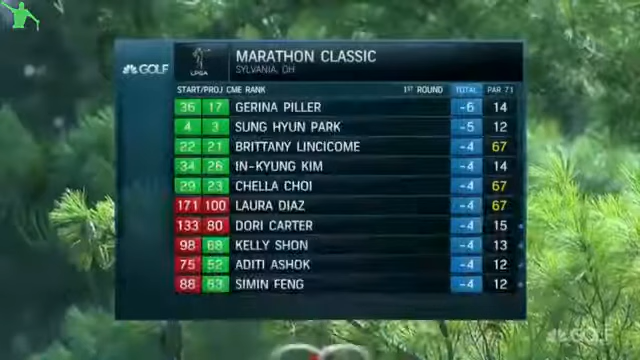 MARATHON CLASSIC
SYLVANIA, OH
GOLF
LPGA
START/PROJ CME RANK 1ST ROUND TOTAL PAR 71
36 17 GERINA PILLER -6 14
4 3 SUNG HYUN PARK -5 12
22 21 BRITTANY LINCICOME -4 67
34 26 IN-KYUNG KIM -4 14
29 23 CHELLA CHOI -4 67
171 100 LAURA DIAZ -4 67
133 80 DORI CARTER -4 15
98 68 KELLY SHON -4 13
75 52 ADITI ASHOK -4 12
88 63 SIMIN FENG -4 12
GOLF